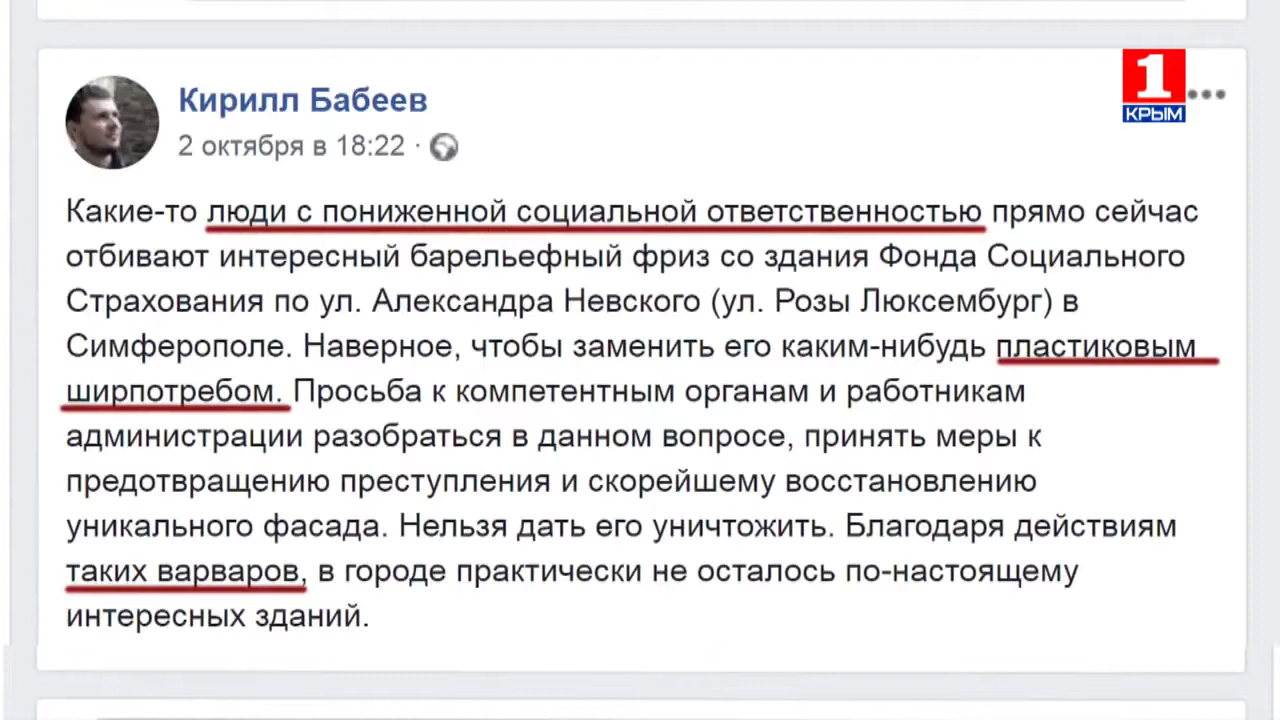 Кирилл Бабеев
1
КРЫМ
2 октября в 18:22 ·
Какие-то люди с пониженной социальной ответственностью прямо сейчас
отбивают интересный барельефный фриз со здания Фонда Социального
Страхования по ул. Александра Невского (ул. Розы Люксембург) в
Симферополе. Наверное, чтобы заменить его каким-нибудь пластиковым
ширпотребом. Просьба к компетентным органам и работникам
администрации разобраться в данном вопросе, принять меры к
предотвращению преступления и скорейшему восстановлению
уникального фасада. Нельзя дать его уничтожить. Благодаря действиям
таких варваров, в городе практически не осталось по-настоящему
интересных зданий.